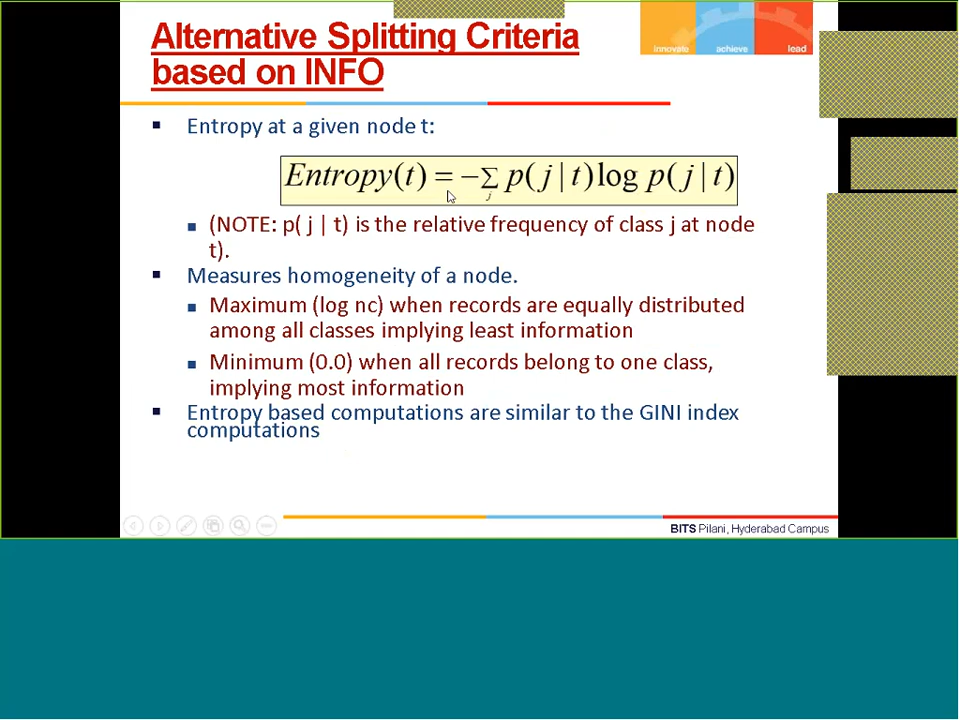 Alternative Splitting Criteria
based on INFO
innovate achieve lead
▪ Entropy at a given node t:
Entropy(t) = −∑ p( j | t) log p( j | t)
j
▪ (NOTE: p( j | t) is the relative frequency of class j at node
t).
▪ Measures homogeneity of a node.
▪ Maximum (log nc) when records are equally distributed
among all classes implying least information
▪ Minimum (0.0) when all records belong to one class,
implying most information
▪ Entropy based computations are similar to the GINI index
computations
BITS Pilani, Hyderabad Campus